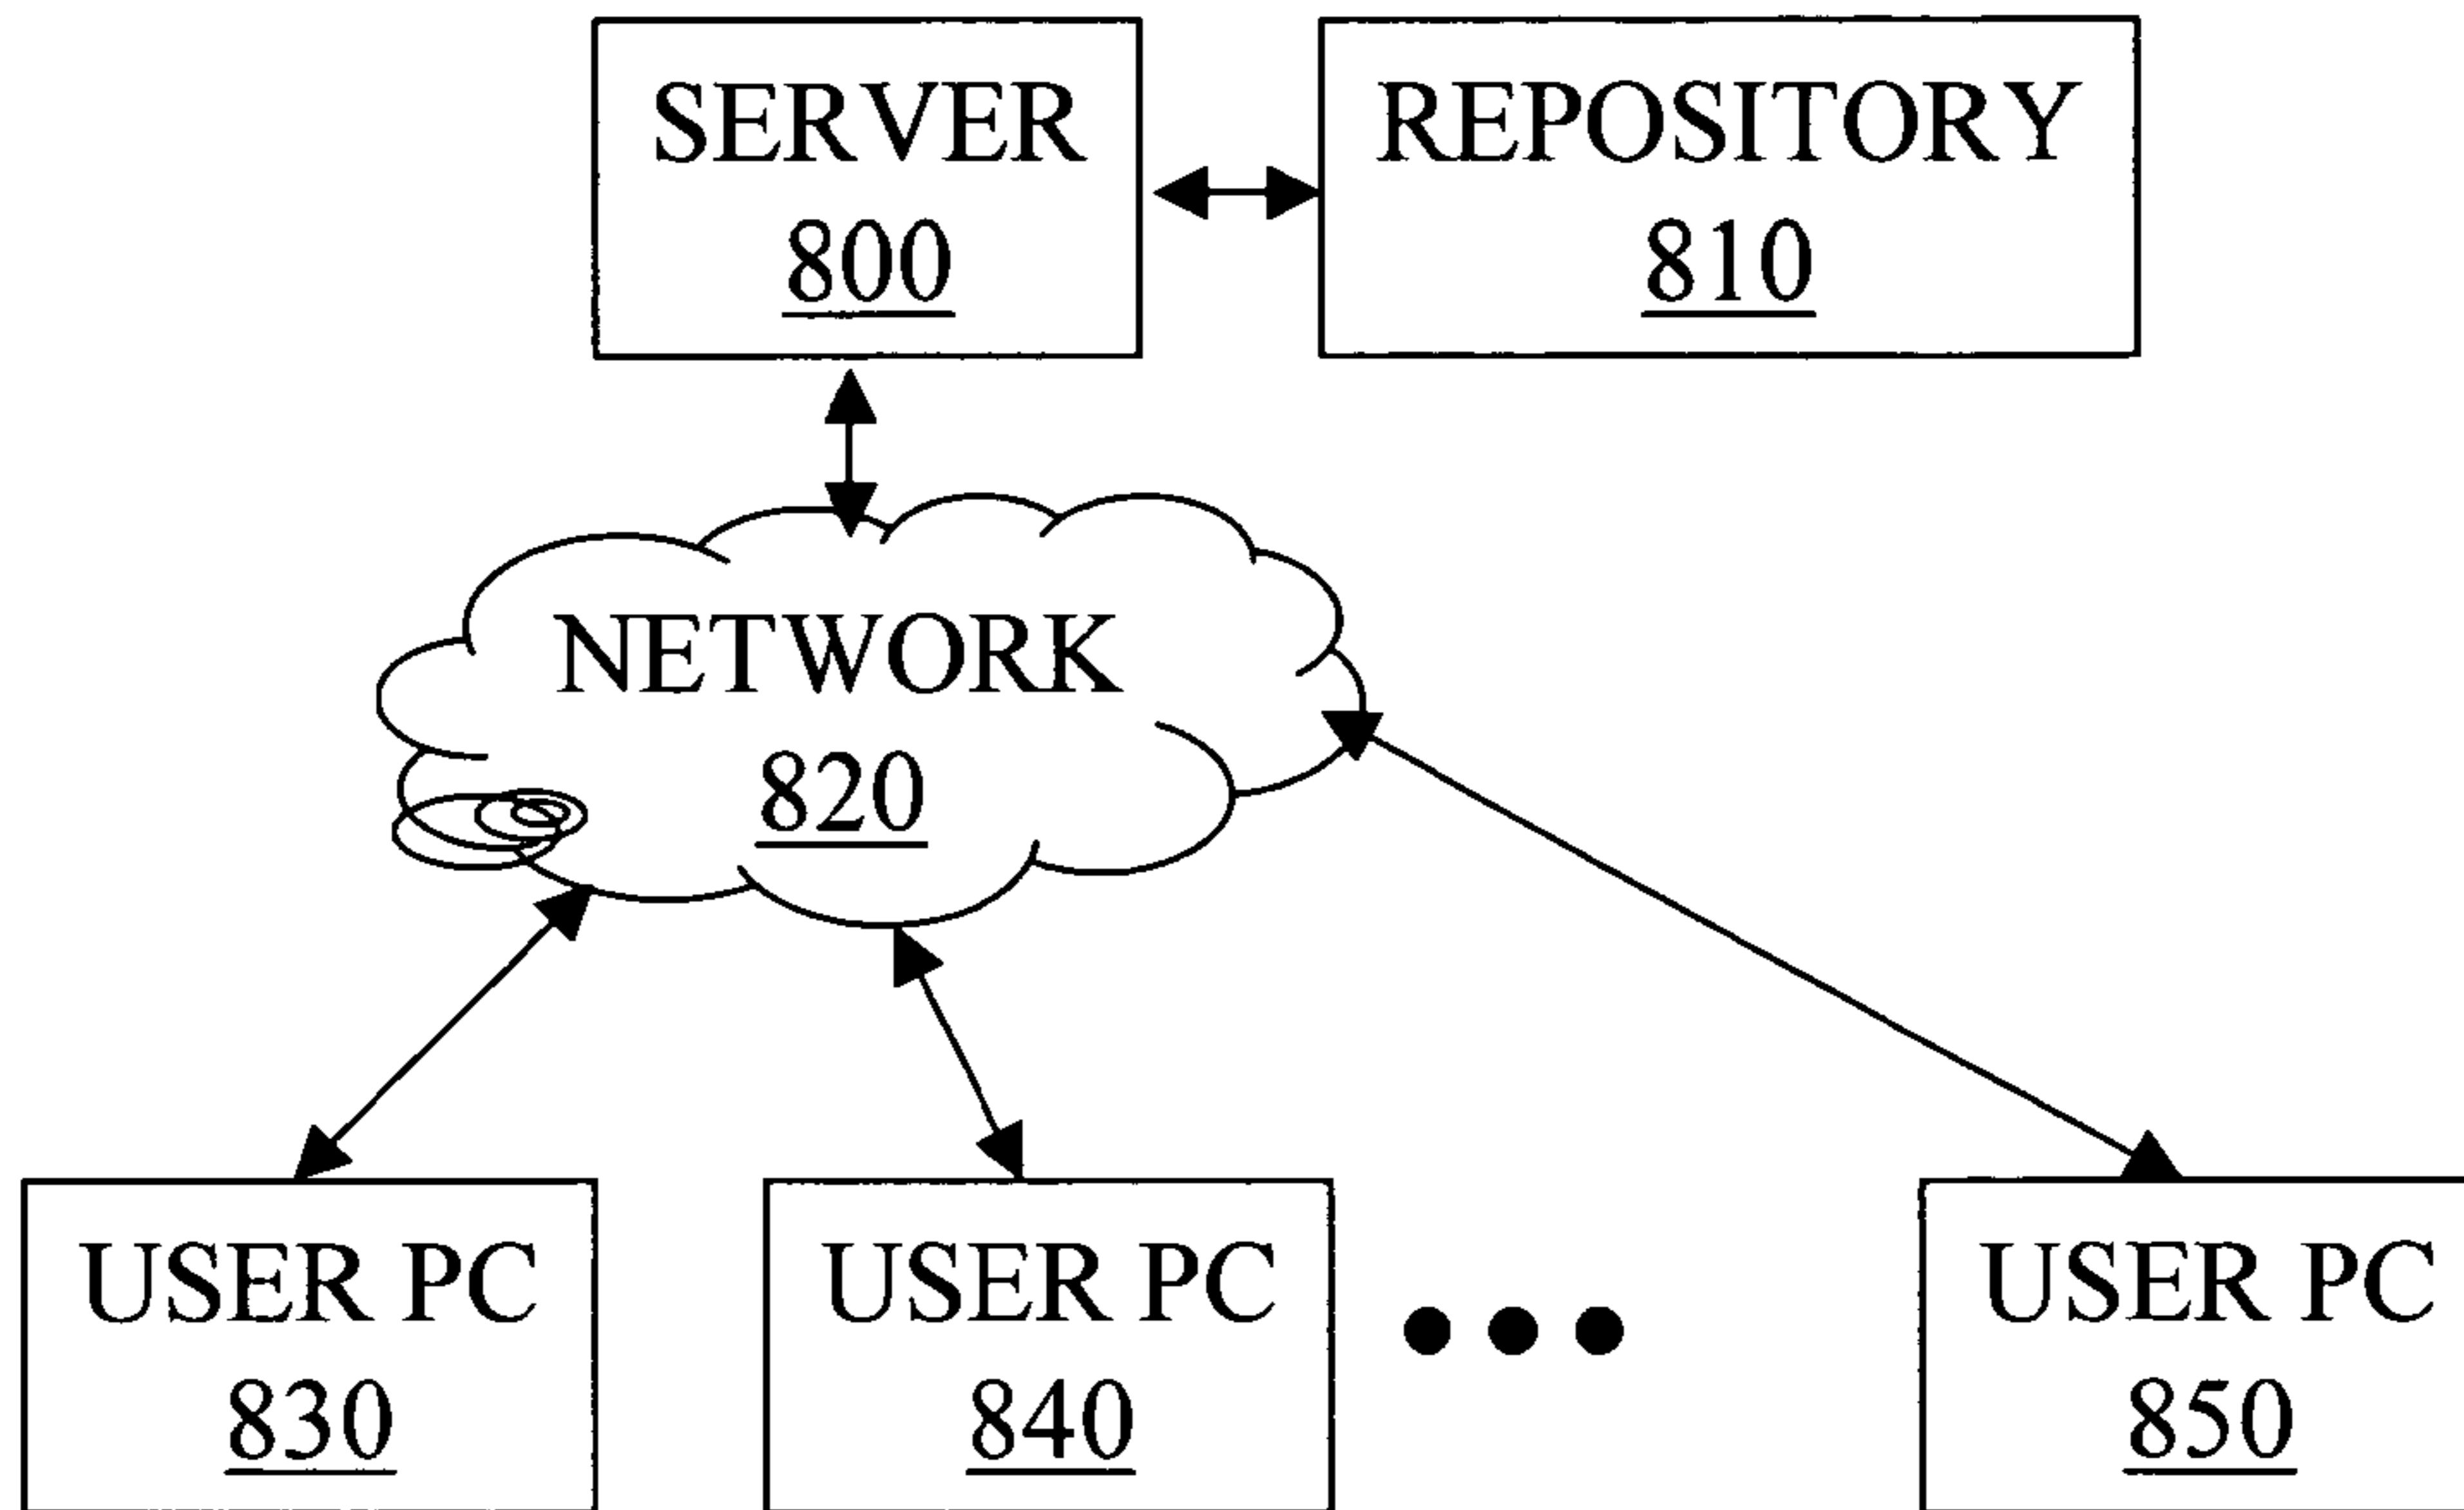 SERVER
800
REPOSITORY
810
NETWORK
820
USER PC
830
USER PC
840
USER PC
850